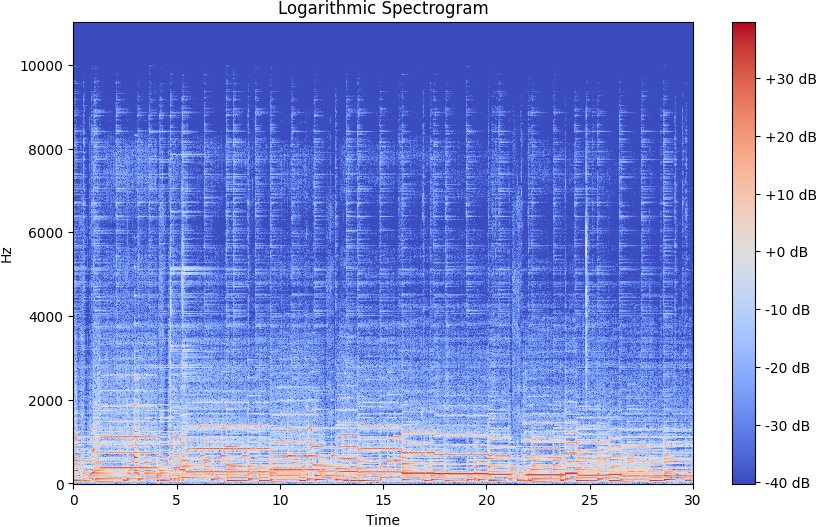 Logarithmic Spectrogram
Hz
10000
8000
6000
4000
2000
0
0 5 10 15 20 25 30
Time
+30 dB
+20 dB
+10 dB
+0 dB
-10 dB
-20 dB
-30 dB
-40 dB